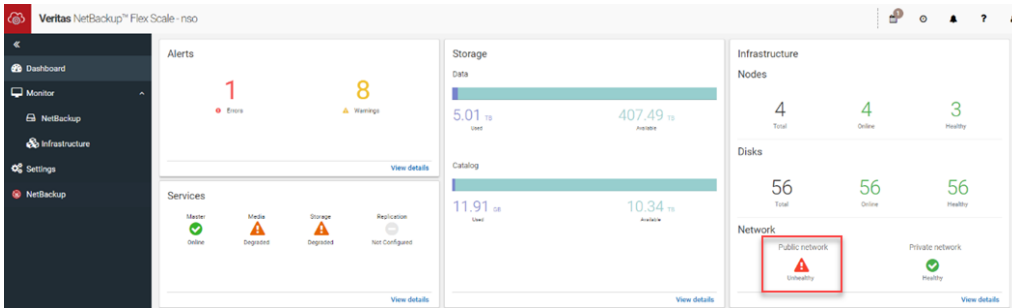 Veritas NetBackup™ Flex Scale - nso
1
?
Dashboard
Monitor
NetBackup
Infrastructure
Settings
NetBackup
Alerts
1
Errors
8
Warnings
View details
Services
Master
Online
Media
Degraded
Storage
Degraded
Replication
Not Configured
View details
Storage
Data
5.01 TB
Used
407.49 TB
Available
Catalog
11.91 GB
Used
10.34 TB
Available
View details
Infrastructure
Nodes
4
Total
4
Online
3
Healthy
Disks
56
Total
56
Online
56
Healthy
Network
Public network
Unhealthy
Private network
Healthy
View details